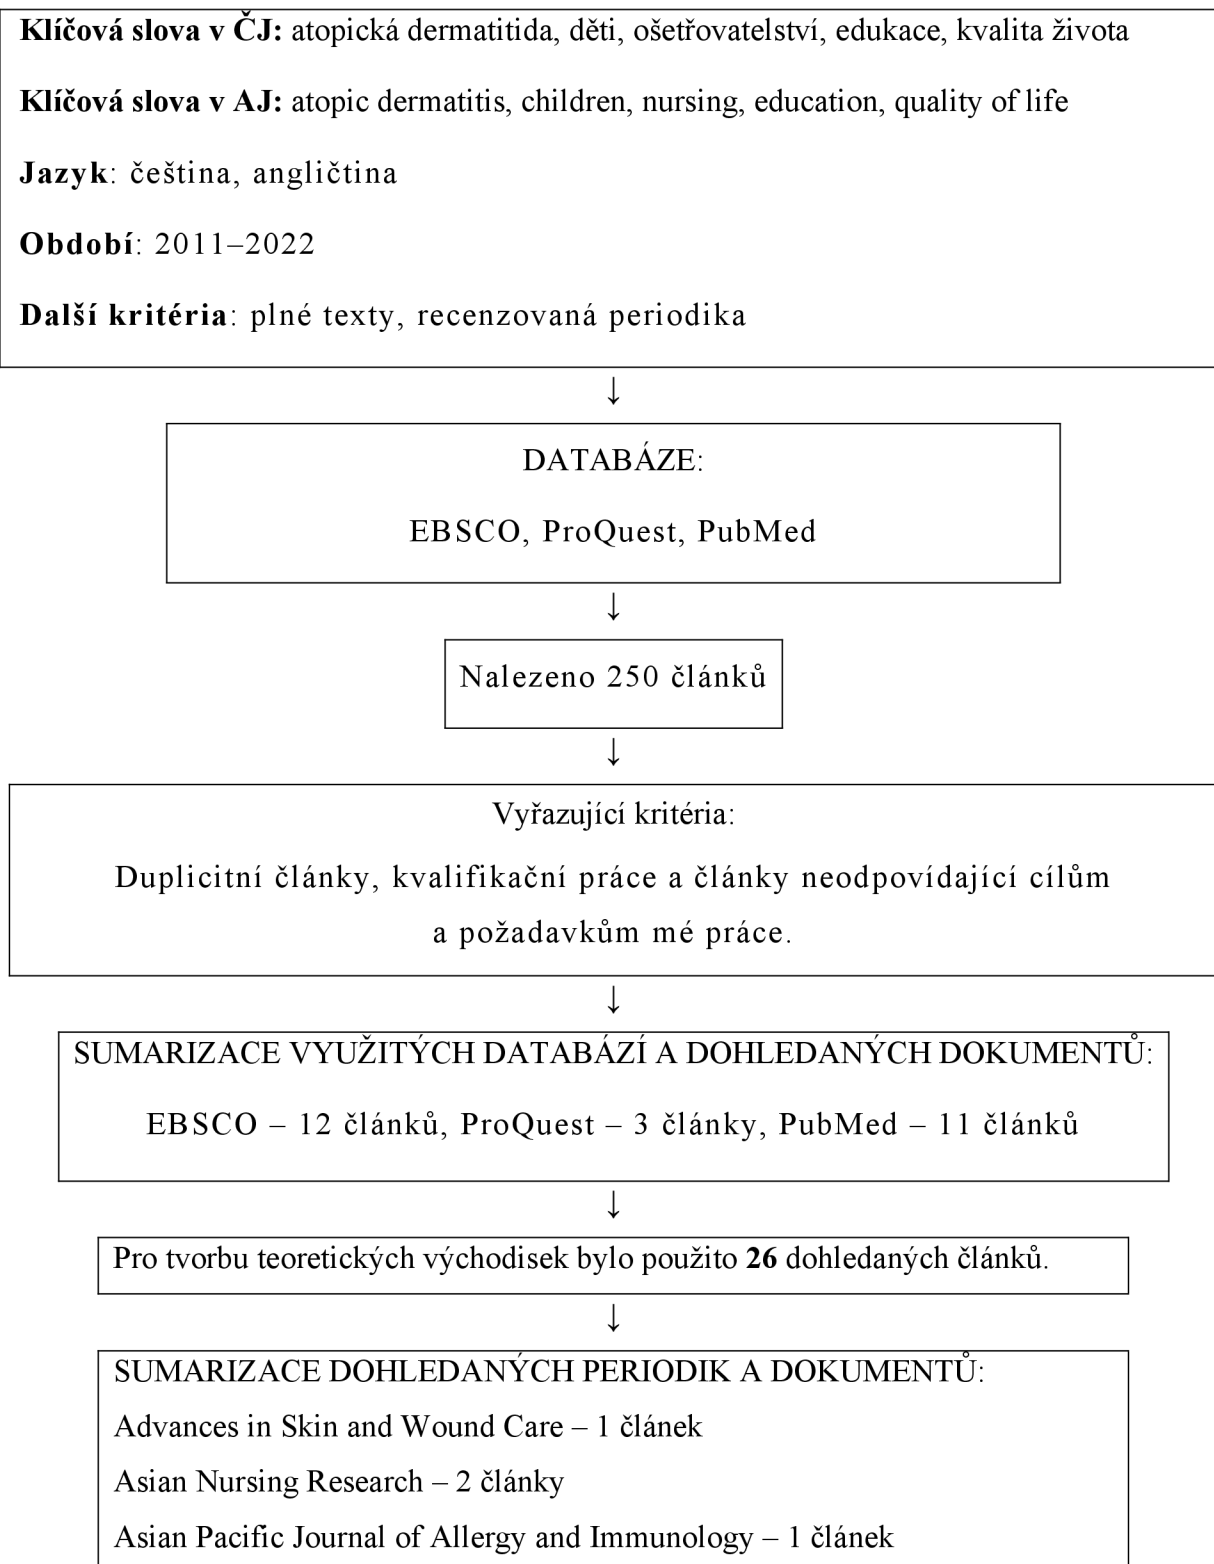 Klíčová slova v ČJ: atopická dermatitida, děti, ošetřovatelství, edukace, kvalita života
Klíčová slova v AJ: atopic dermatitis, children, nursing, education, quality of life
Jazyk: čeština, angličtina
Období: 2011–2022
Další kritéria: plné texty, recenzovaná periodika
↓
DATABÁZE:
EBSCO, ProQuest, PubMed
↓
Nalezeno 250 článků
↓
Vyřazující kritéria:
Duplicitní články, kvalifikační práce a články neodpovídající cílům
a požadavkům mé práce.
↓
SUMARIZACE VYUŽITÝCH DATABÁZÍ A DOHLEDANÝCH DOKUMENTŮ:
EBSCO – 12 článků, ProQuest – 3 články, PubMed – 11 článků
↓
Pro tvorbu teoretických východisek bylo použito 26 dohledaných článků.
↓
SUMARIZACE DOHLEDANÝCH PERIODIK A DOKUMENTŮ:
Advances in Skin and Wound Care – 1 článek
Asian Nursing Research – 2 články
Asian Pacific Journal of Allergy and Immunology – 1 článek